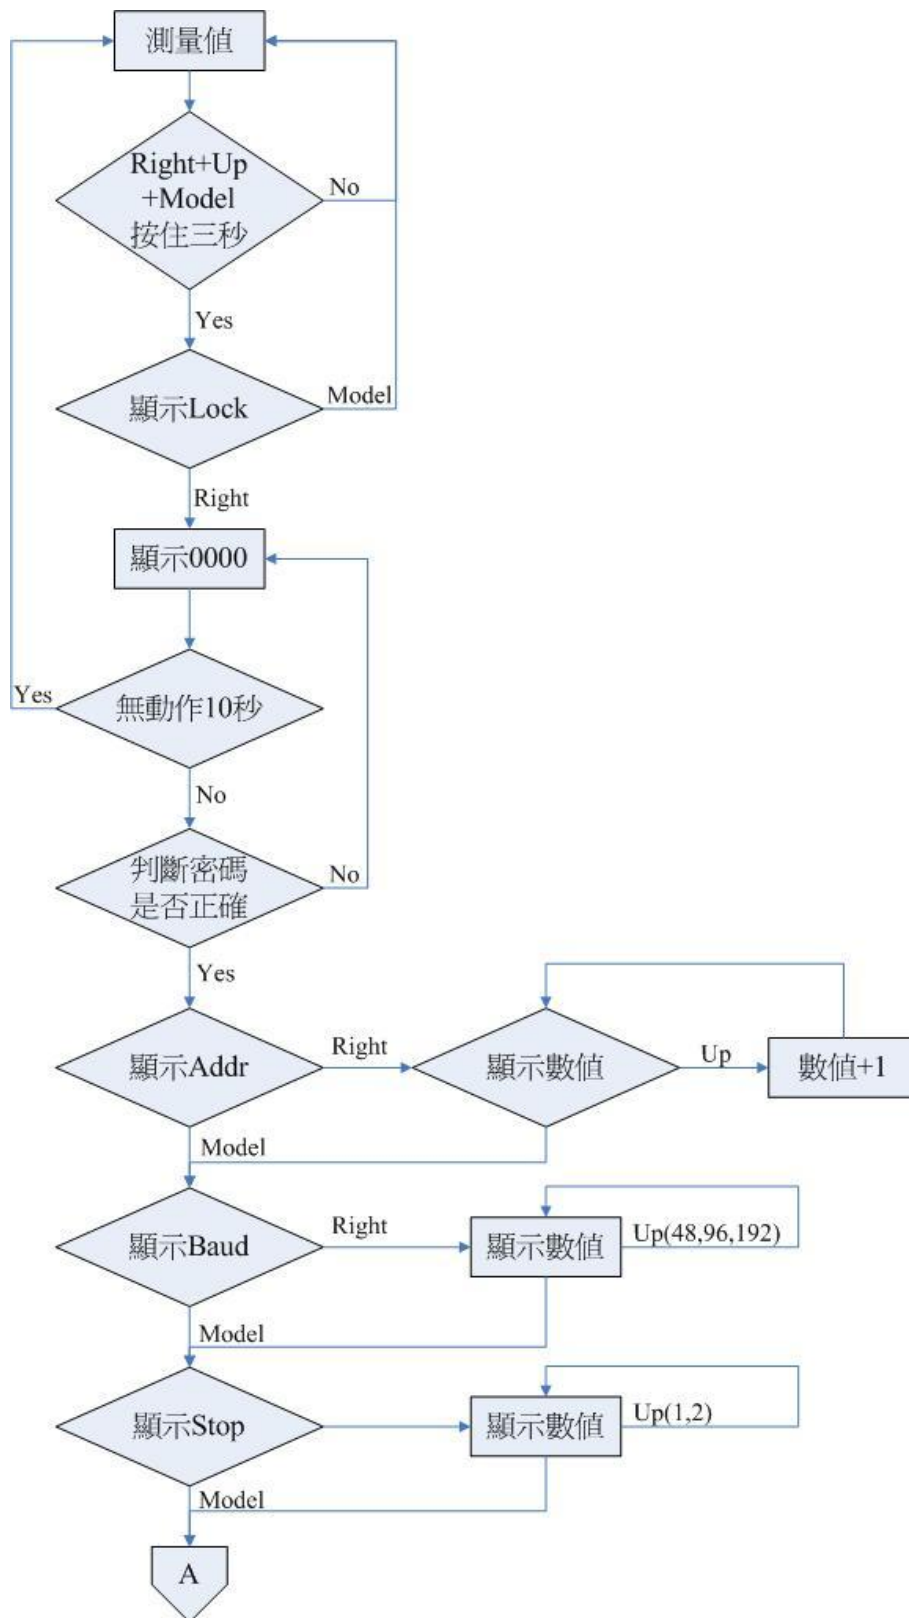 測量值
Right+Up
+Model
按住三秒
No
Yes
顯示Lock
Model
Right
顯示0000
Yes
無動作10秒
No
判斷密碼
是否正確
No
Yes
顯示Addr
Right
顯示數值
Up
數值+1
Model
顯示Baud
Right
顯示數值
Up(48,96,192)
Model
顯示Stop
顯示數值
Up(1,2)
Model
A